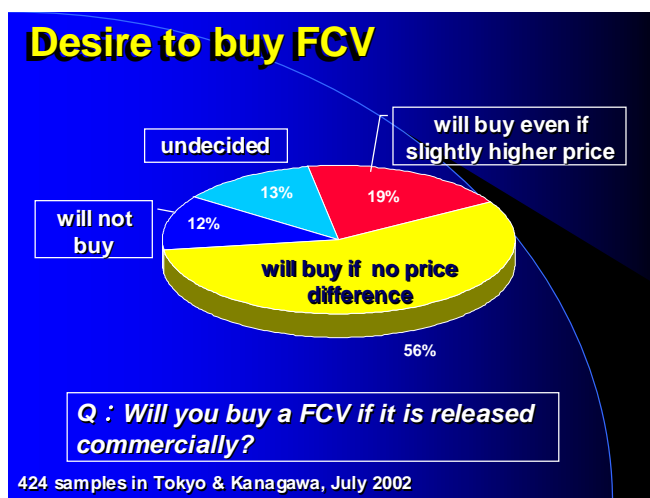 Desire to buy FCV
will buy even if
slightly higher price
undecided
13%
19%
will not
buy
12%
will buy if no price
difference
56%
Q：Will you buy a FCV if it is released
commercially?
424 samples in Tokyo & Kanagawa, July 2002